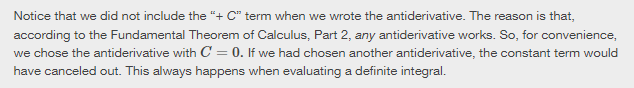 Notice that we did not include the “+ C” term when we wrote the antiderivative. The reason is that,
according to the Fundamental Theorem of Calculus, Part 2, any antiderivative works. So, for convenience,
we chose the antiderivative with C = 0. If we had chosen another antiderivative, the constant term would
have canceled out. This always happens when evaluating a definite integral.